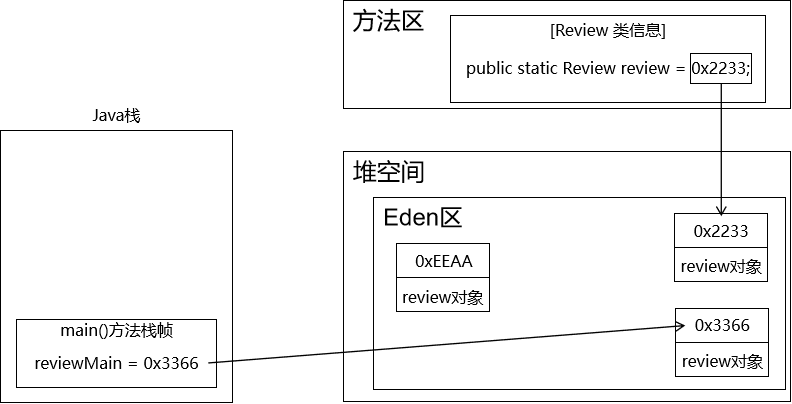 方法区
[Review 类信息]
public static Review review = 0x2233;
Java栈
堆空间
Eden区
0x2233
review对象
0xEEAA
review对象
0x3366
review对象
main()方法栈帧
reviewMain = 0x3366